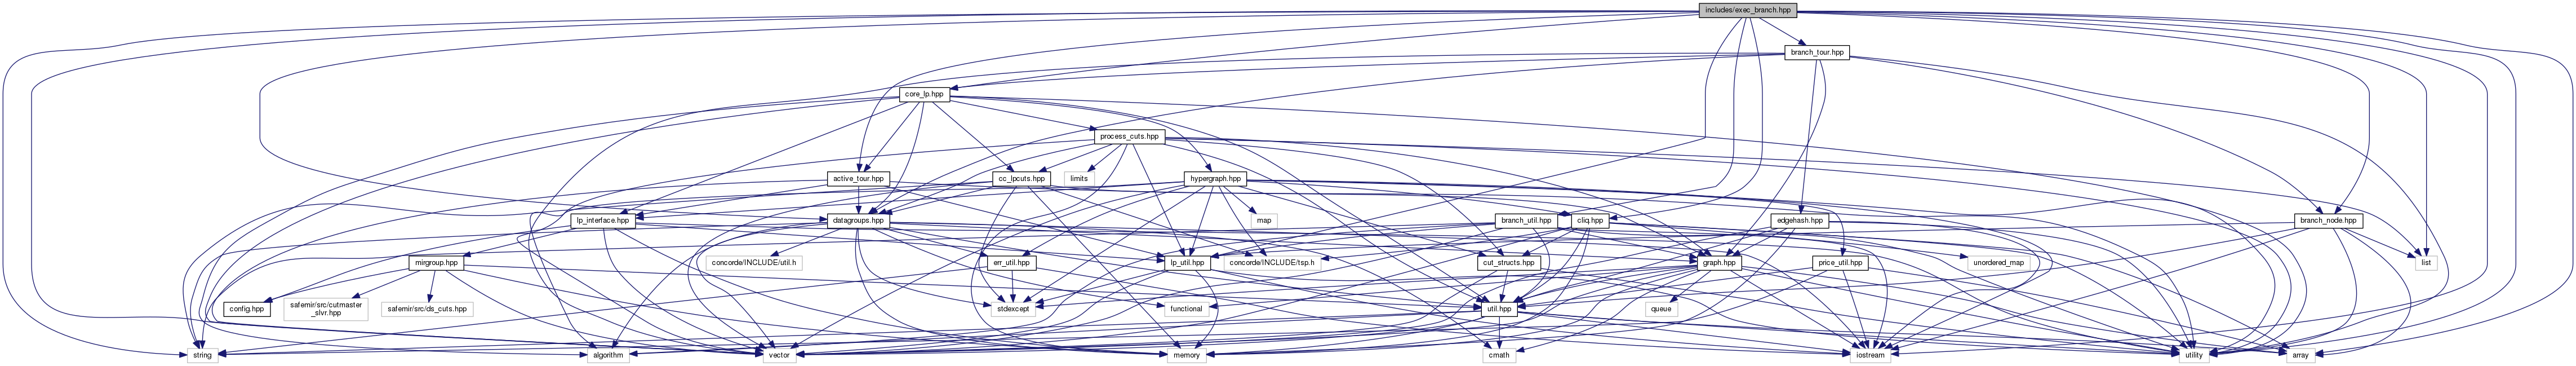 includes/exec_branch.hpp
branch_tour.hpp
core_lp.hpp
process_cuts.hpp
active_tour.hpp
cc_lpcuts.hpp
limits
hypergraph.hpp
lp_interface.hpp
datagroups.hpp
map
branch_util.hpp
cliq.hpp
edgehash.hpp
branch_node.hpp
mirgroup.hpp
concorde/INCLUDE/util.h
err_util.hpp
lp_util.hpp
concorde/INCLUDE/tsp.h
cut_structs.hpp
graph.hpp
price_util.hpp
unordered_map
list
config.hpp
safemir/src/cutmaster
_slvr.hpp
safemir/src/ds_cuts.hpp
stdexcept
functional
util.hpp
queue
string
algorithm
vector
memory
cmath
iostream
utility
array